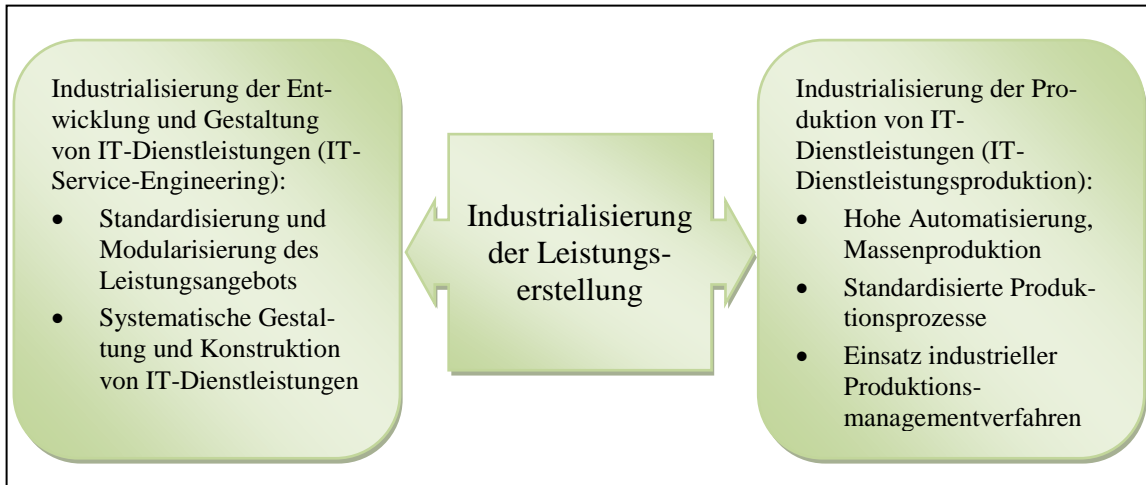 Industrialisierung der Ent-
wicklung und Gestaltung
von IT-Dienstleistungen (IT-
Service-Engineering):
• Standardisierung und
Modularisierung des
Leistungsangebots
• Systematische Gestal-
tung und Konstruktion
von IT-Dienstleistungen
Industrialisierung
der Leistungs-
erstellung
Industrialisierung der Pro-
duktion von IT-
Dienstleistungen (IT-
Dienstleistungsproduktion):
• Hohe Automatisierung,
Massenproduktion
• Standardisierte Produk-
tionsprozesse
• Einsatz industrieller
Produktions-
managementverfahren